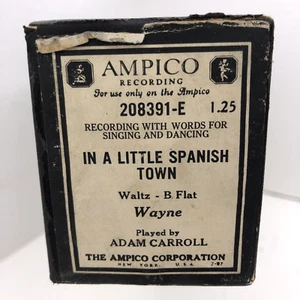 AMPICO
RECORDING
For use only on the Ampico
208391-E 1.25
RECORDING WITH WORDS FOR
SINGING AND DANCING
IN A LITTLE SPANISH
TOWN
Waltz - B Flat
Wayne
Played by
ADAM CARROLL
THE AMPICO CORPORATION
NEW YORK, U.S.A.